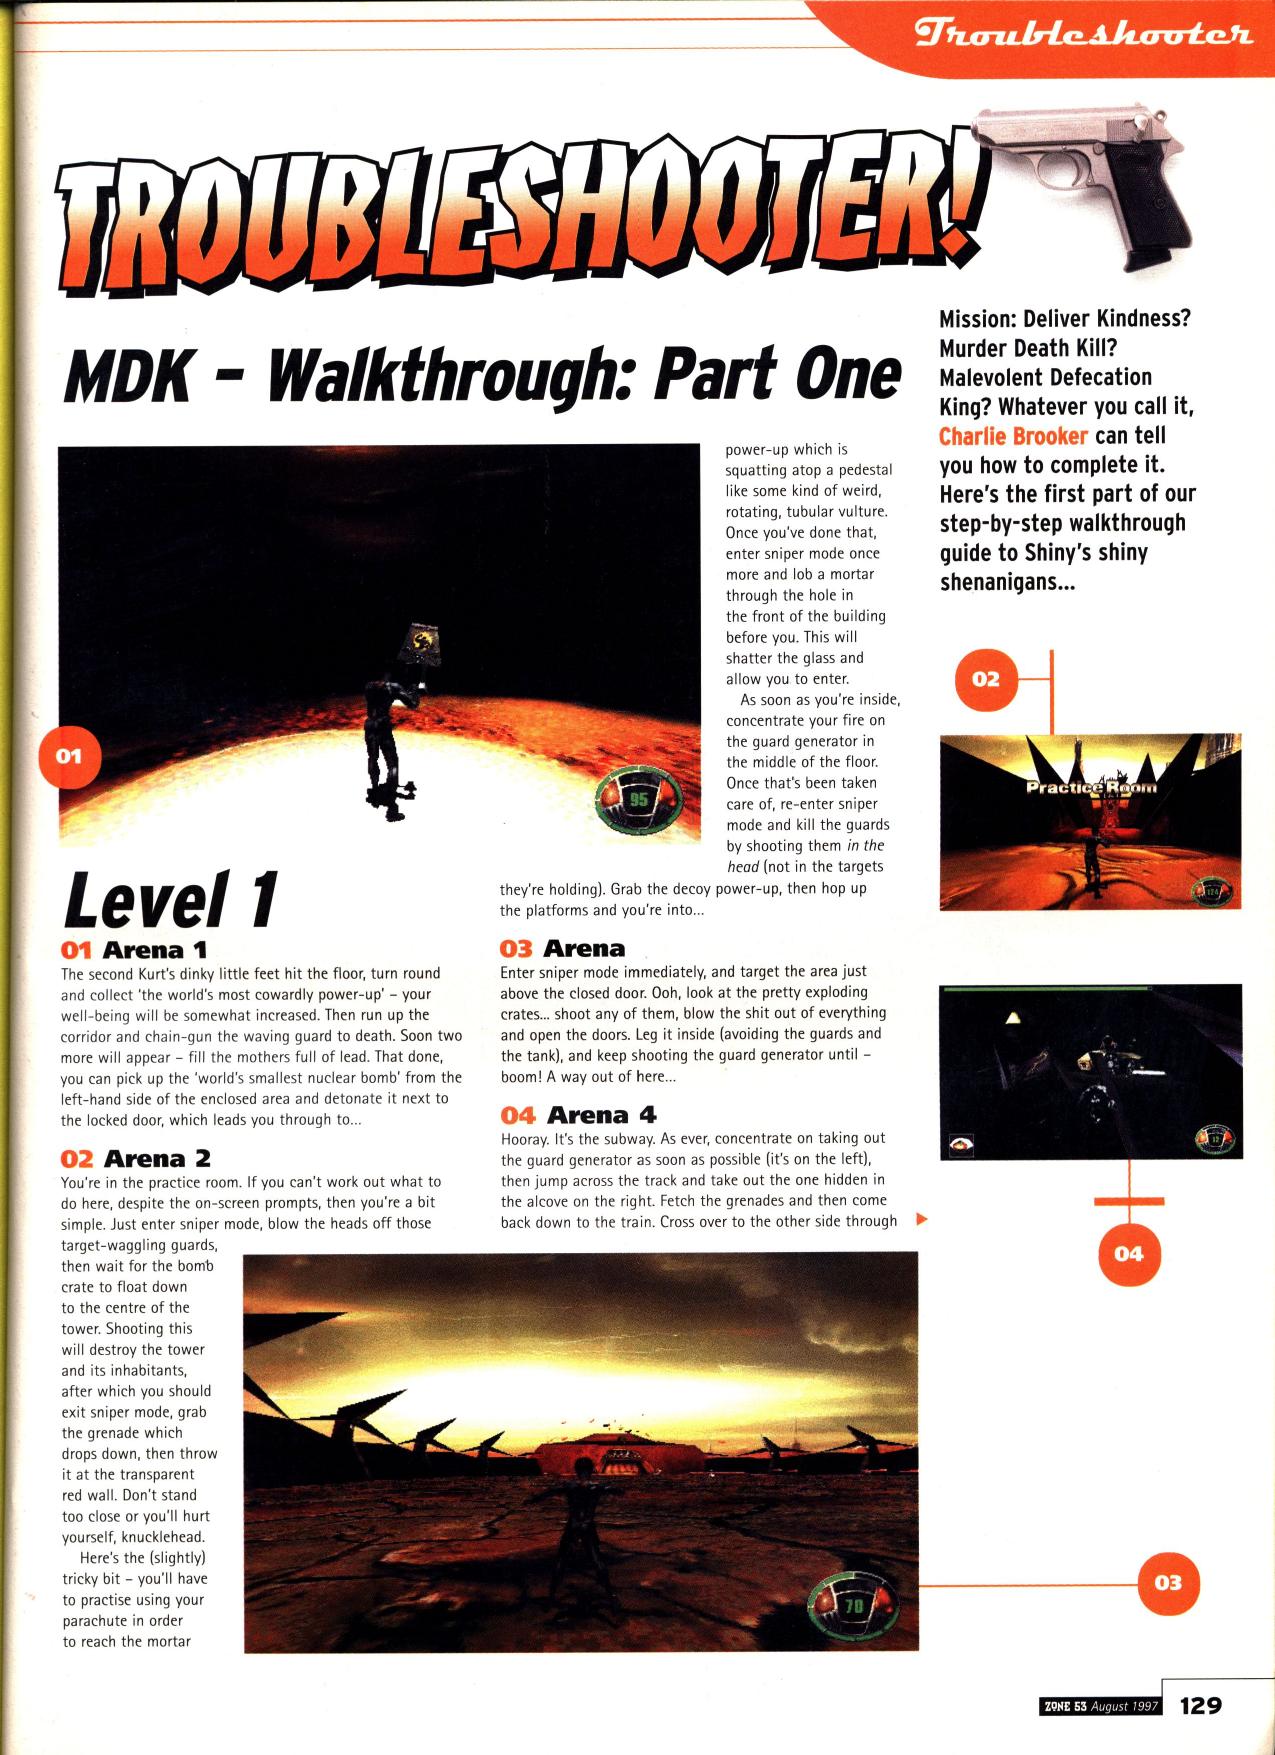 Troubleshooter
TROUBLESHOOTER!
MDK – Walkthrough: Part One
Mission: Deliver Kindness?
Murder Death Kill?
Malevolent Defecation
King? Whatever you call it,
Charlie Brooker can tell
you how to complete it.
Here's the first part of our
step-by-step walkthrough
guide to Shiny's shiny
shenanigans...
01
95
Level 1
01 Arena 1
The second Kurt's dinky little feet hit the floor, turn round
and collect 'the world's most cowardly power-up' – your
well-being will be somewhat increased. Then run up the
corridor and chain-gun the waving guard to death. Soon two
more will appear – fill the mothers full of lead. That done,
you can pick up the 'world's smallest nuclear bomb' from the
left-hand side of the enclosed area and detonate it next to
the locked door, which leads you through to...
02 Arena 2
You're in the practice room. If you can't work out what to
do here, despite the on-screen prompts, then you're a bit
simple. Just enter sniper mode, blow the heads off those
target-waggling guards,
then wait for the bomb
crate to float down
to the centre of the
tower. Shooting this
will destroy the tower
and its inhabitants,
after which you should
exit sniper mode, grab
the grenade which
drops down, then throw
it at the transparent
red wall. Don't stand
too close or you'll hurt
yourself, knucklehead.
Here's the (slightly)
tricky bit – you'll have
to practise using your
parachute in order
to reach the mortar
power-up which is
squatting atop a pedestal
like some kind of weird,
rotating, tubular vulture.
Once you've done that,
enter sniper mode once
more and lob a mortar
through the hole in
the front of the building
before you. This will
shatter the glass and
allow you to enter.
As soon as you're inside,
concentrate your fire on
the guard generator in
the middle of the floor.
Once that's been taken
care of, re-enter sniper
mode and kill the guards
by shooting them in the
head (not in the targets
they're holding). Grab the decoy power-up, then hop up
the platforms and you're into...
03 Arena
Enter sniper mode immediately, and target the area just
above the closed door. Ooh, look at the pretty exploding
crates... shoot any of them, blow the shit out of everything
and open the doors. Leg it inside (avoiding the guards and
the tank), and keep shooting the guard generator until –
boom! A way out of here...
04 Arena 4
Hooray. It's the subway. As ever, concentrate on taking out
the guard generator as soon as possible (it's on the left),
then jump across the track and take out the one hidden in
the alcove on the right. Fetch the grenades and then come
back down to the train. Cross over to the other side through
02
Practice Room
124
12
04
70
03
ZONE 53 August 1997
129